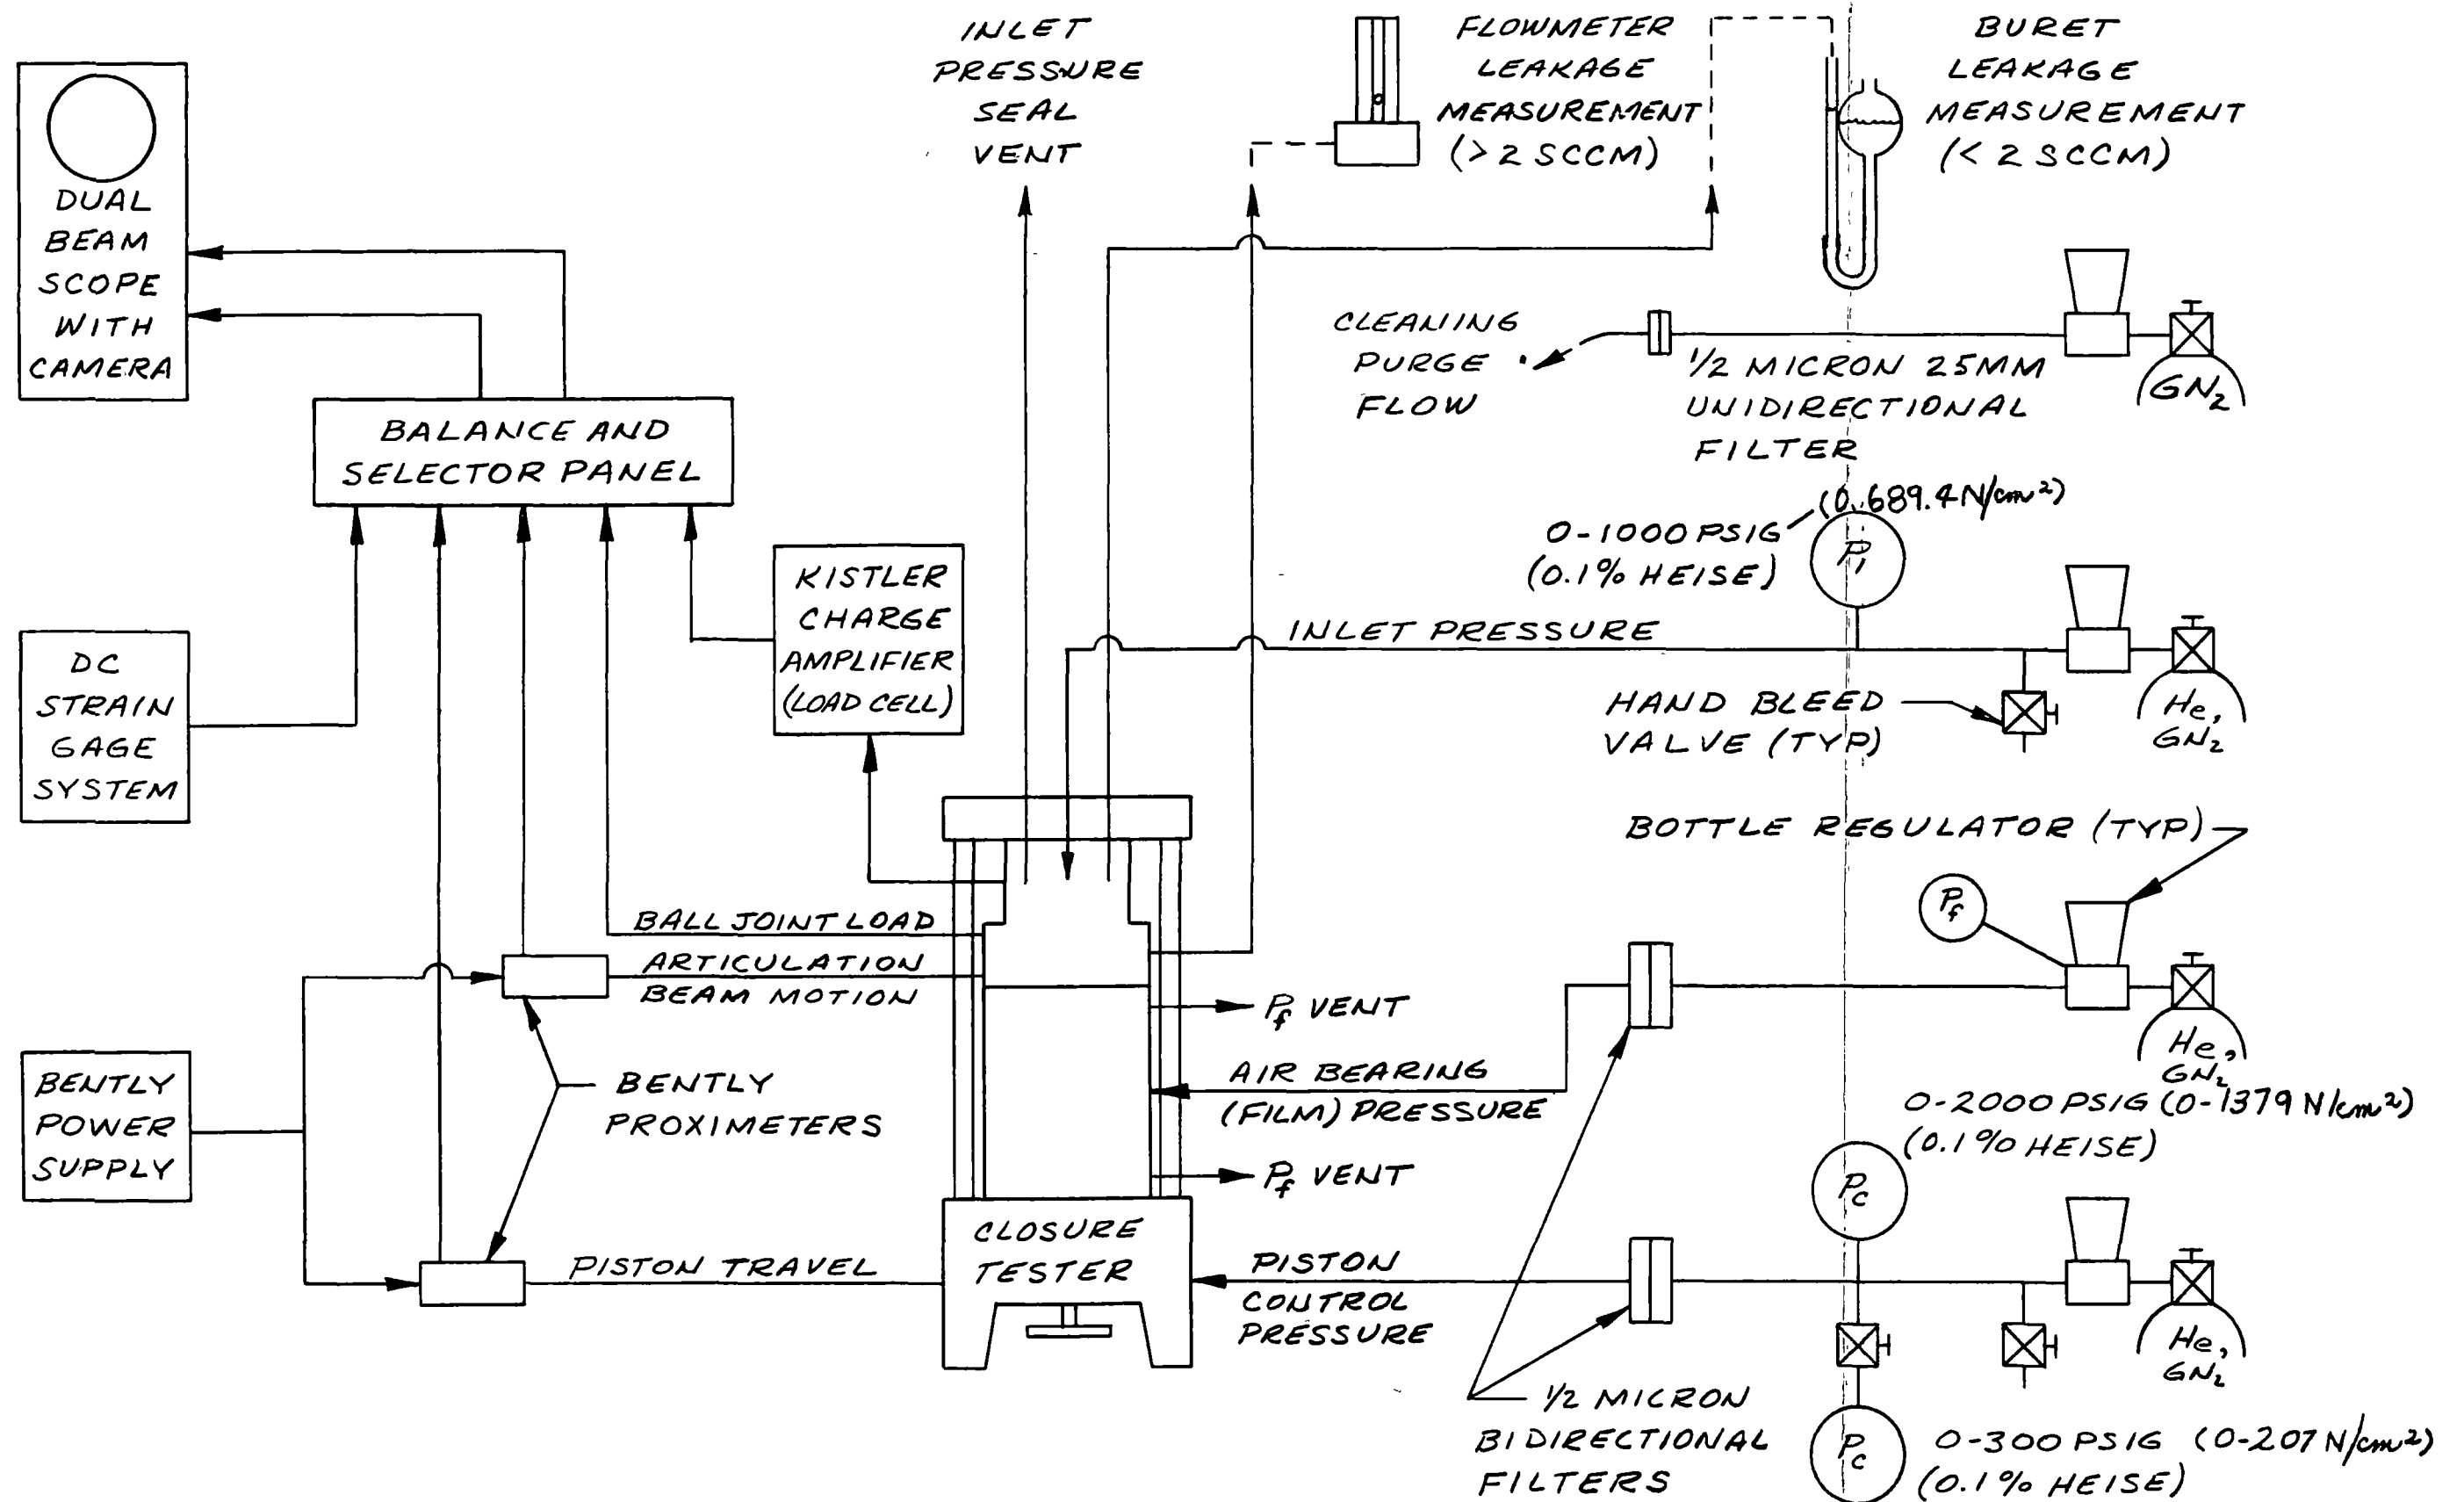 INLET
PRESSURE
SEAL
VENT
FLOWMETER
LEAKAGE
MEASUREMENT
(> 2 SCCM)
BURET
LEAKAGE
MEASUREMENT
(< 2 SCCM)
DUAL
BEAM
SCOPE
WITH
CAMERA
CLEANING
PURGE
FLOW
1/2 MICRON 25MM
UNIDIRECTIONAL
FILTER
GN2
BALANCE AND
SELECTOR PANEL
(0.689.4 N/cm²)
0-1000 PSIG
(0.1% HEISE)
P1
KISTLER
CHARGE
AMPLIFIER
(LOAD CELL)
INLET PRESSURE
DC
STRAIN
GAGE
SYSTEM
HAND BLEED
VALVE (TYP)
He,
GN2
BOTTLE REGULATOR (TYP)
Pf
BALL JOINT LOAD
ARTICULATION
BEAM MOTION
Pf VENT
He,
GN2
BENTLY
POWER
SUPPLY
BENTLY
PROXIMETERS
AIR BEARING
(FILM) PRESSURE
0-2000 PSIG (0-1379 N/cm²)
(0.1% HEISE)
Pf VENT
Pc
CLOSURE
TESTER
PISTON TRAVEL
PISTON
CONTROL
PRESSURE
He,
GN2
1/2 MICRON
BIDIRECTIONAL
FILTERS
Pc
0-300 PSIG (0-207 N/cm²)
(0.1% HEISE)